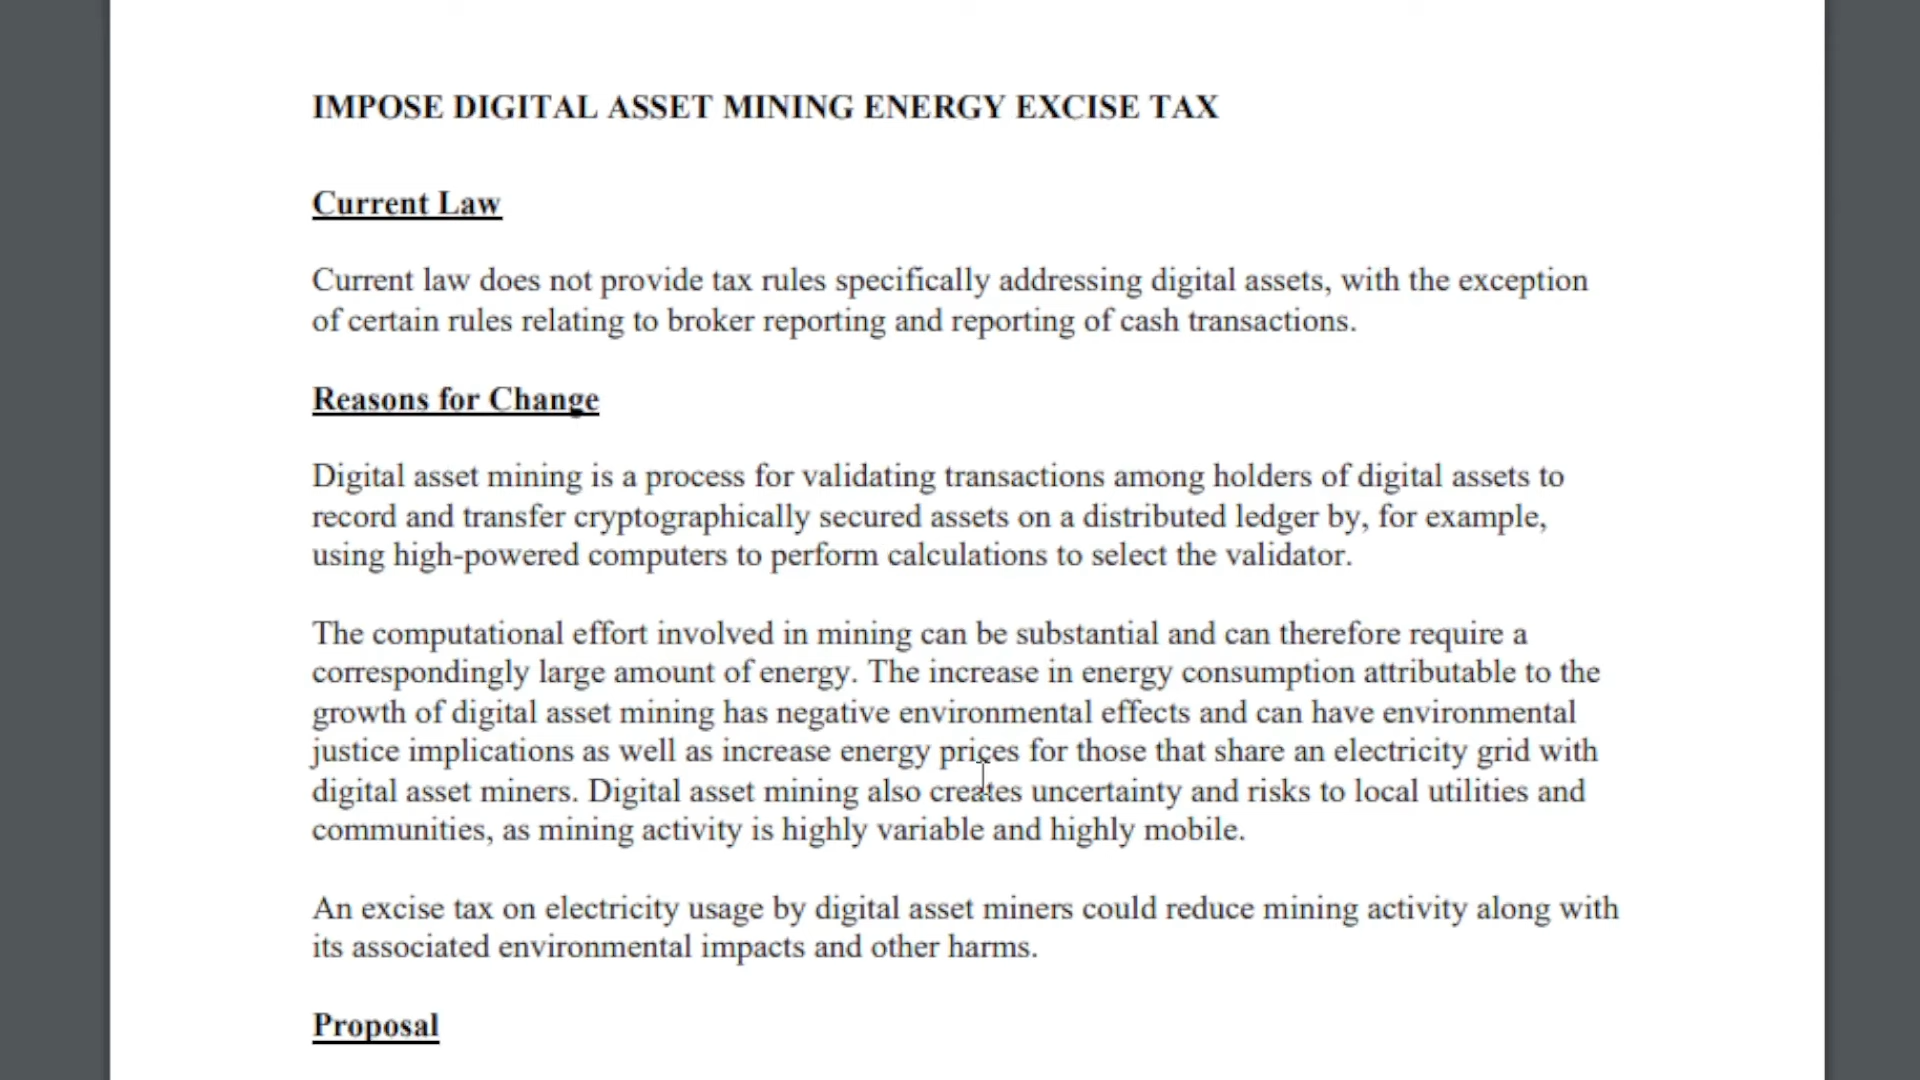 IMPOSE DIGITAL ASSET MINING ENERGY EXCISE TAX
Current Law
Current law does not provide tax rules specifically addressing digital assets, with the exception
of certain rules relating to broker reporting and reporting of cash transactions.
Reasons for Change
Digital asset mining is a process for validating transactions among holders of digital assets to
record and transfer cryptographically secured assets on a distributed ledger by, for example,
using high-powered computers to perform calculations to select the validator.
The computational effort involved in mining can be substantial and can therefore require a
correspondingly large amount of energy. The increase in energy consumption attributable to the
growth of digital asset mining has negative environmental effects and can have environmental
justice implications as well as increase energy prices for those that share an electricity grid with
digital asset miners. Digital asset mining also creates uncertainty and risks to local utilities and
communities, as mining activity is highly variable and highly mobile.
An excise tax on electricity usage by digital asset miners could reduce mining activity along with
its associated environmental impacts and other harms.
Proposal